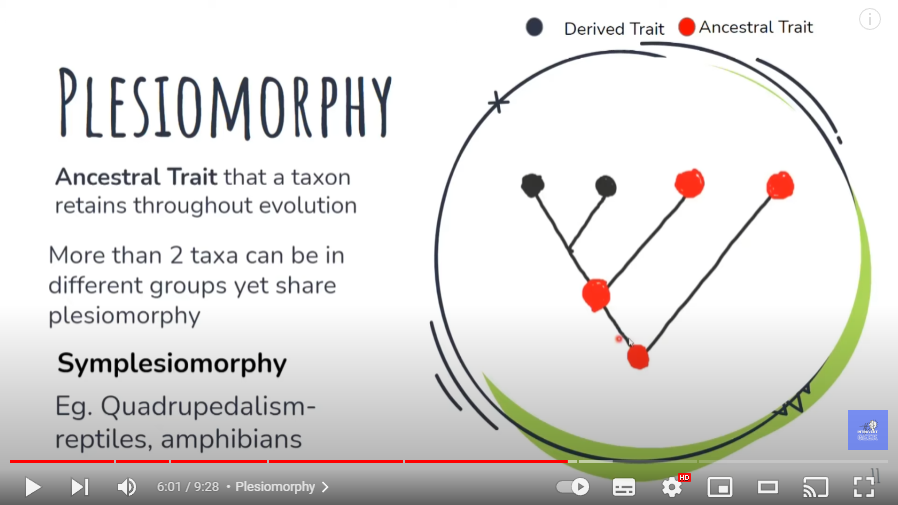 Derived Trait Ancestral Trait
PLESIOMORPHY
Ancestral Trait that a taxon
retains throughout evolution
More than 2 taxa can be in
different groups yet share
plesiomorphy
Symplesiomorphy
Eg. Quadrupedalism-
reptiles, amphibians
6:01 / 9:28 • Plesiomorphy
HD